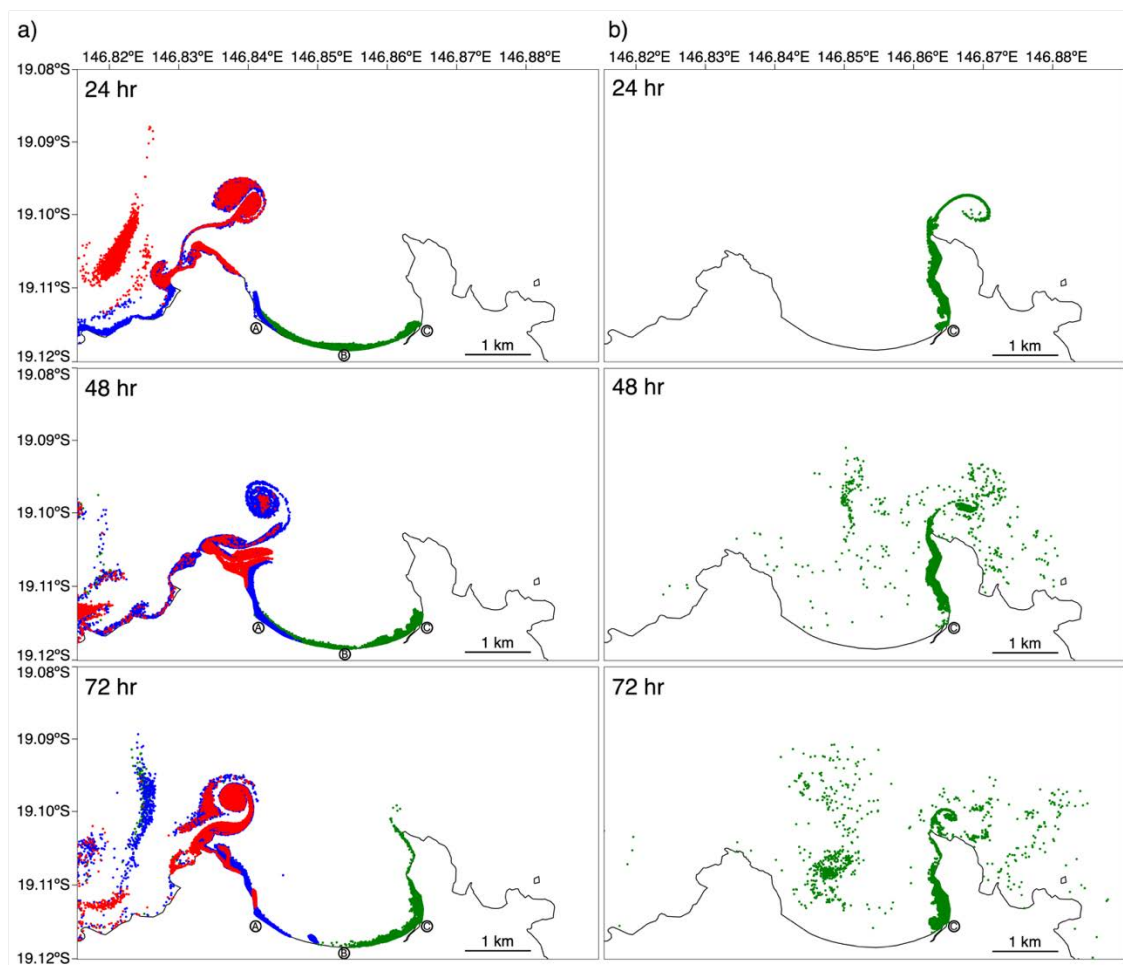 a)
b)
146.82°E 146.83°E 146.84°E 146.85°E 146.86°E 146.87°E 146.88°E
146.82°E 146.83°E 146.84°E 146.85°E 146.86°E 146.87°E 146.88°E
19.08°S
24 hr
24 hr
19.09°S
19.10°S
19.11°S
A
B
C
C
1 km
1 km
19.12°S
19.08°S
48 hr
48 hr
19.09°S
19.10°S
19.11°S
A
B
C
C
1 km
1 km
19.12°S
19.08°S
72 hr
72 hr
19.09°S
19.10°S
19.11°S
A
B
C
C
1 km
1 km
19.12°S